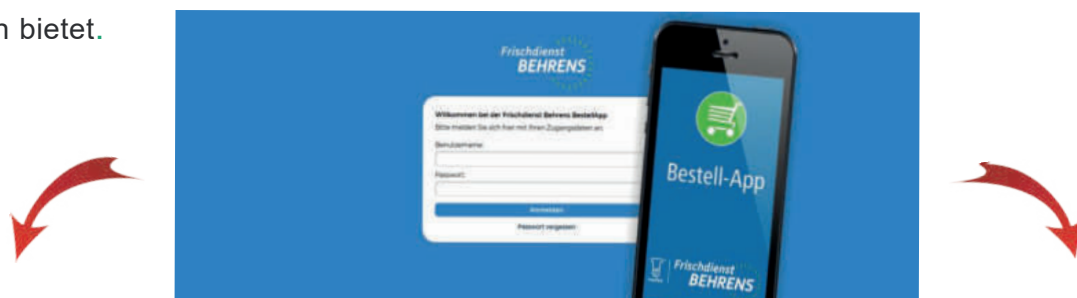 n bietet.
Frischdienst
BEHRENS
Willkommen bei der Frischdienst Behrens BestellApp
Bitte melden Sie sich hier mit Ihren Zugangsdaten an.
Benutzername:
Passwort:
Anmelden
Passwort vergessen
Bestell-App
Frischdienst
BEHRENS